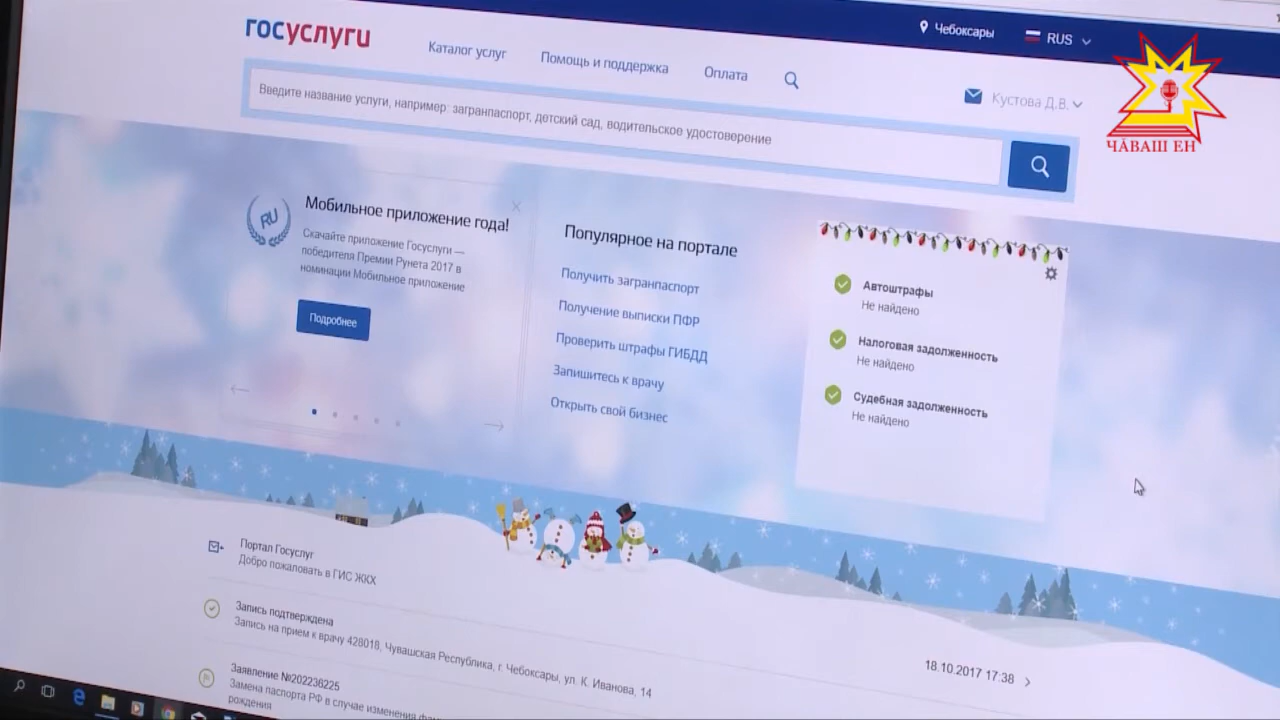 госуслуги
Чебоксары
RUS
Каталог услуг
Помощь и поддержка
Оплата
Кустова Д.В.
Введите название услуги, например: загранпаспорт, детский сад, водительское удостоверение
ЧӐВАШ ЕН
RU
Мобильное приложение года!
Скачайте приложение Госуслуги —
победителя Премии Рунета 2017 в
номинации Мобильное приложение
Подробнее
Популярное на портале
Получить загранпаспорт
Получение выписки ПФР
Проверить штрафы ГИБДД
Запишитесь к врачу
Открыть свой бизнес
Автоштрафы
Не найдено
Налоговая задолженность
Не найдено
Судебная задолженность
Не найдено
Портал Госуслуг
Добро пожаловать в ГИС ЖКХ
Запись подтверждена
Запись на прием к врачу 428018, Чувашская Республика, г. Чебоксары, ул. К. Иванова, 14
18.10.2017 17:38
Заявление №202236225
Замена паспорта РФ в случае изменения
рождения